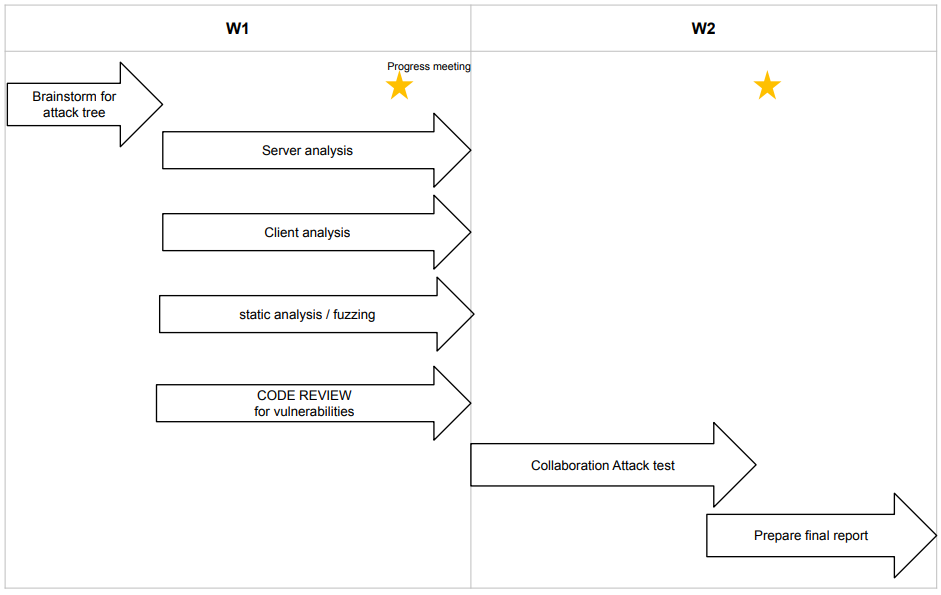 W1
W2
Progress meeting
Brainstorm for
attack tree
Server analysis
Client analysis
static analysis / fuzzing
CODE REVIEW
for vulnerabilities
Collaboration Attack test
Prepare final report